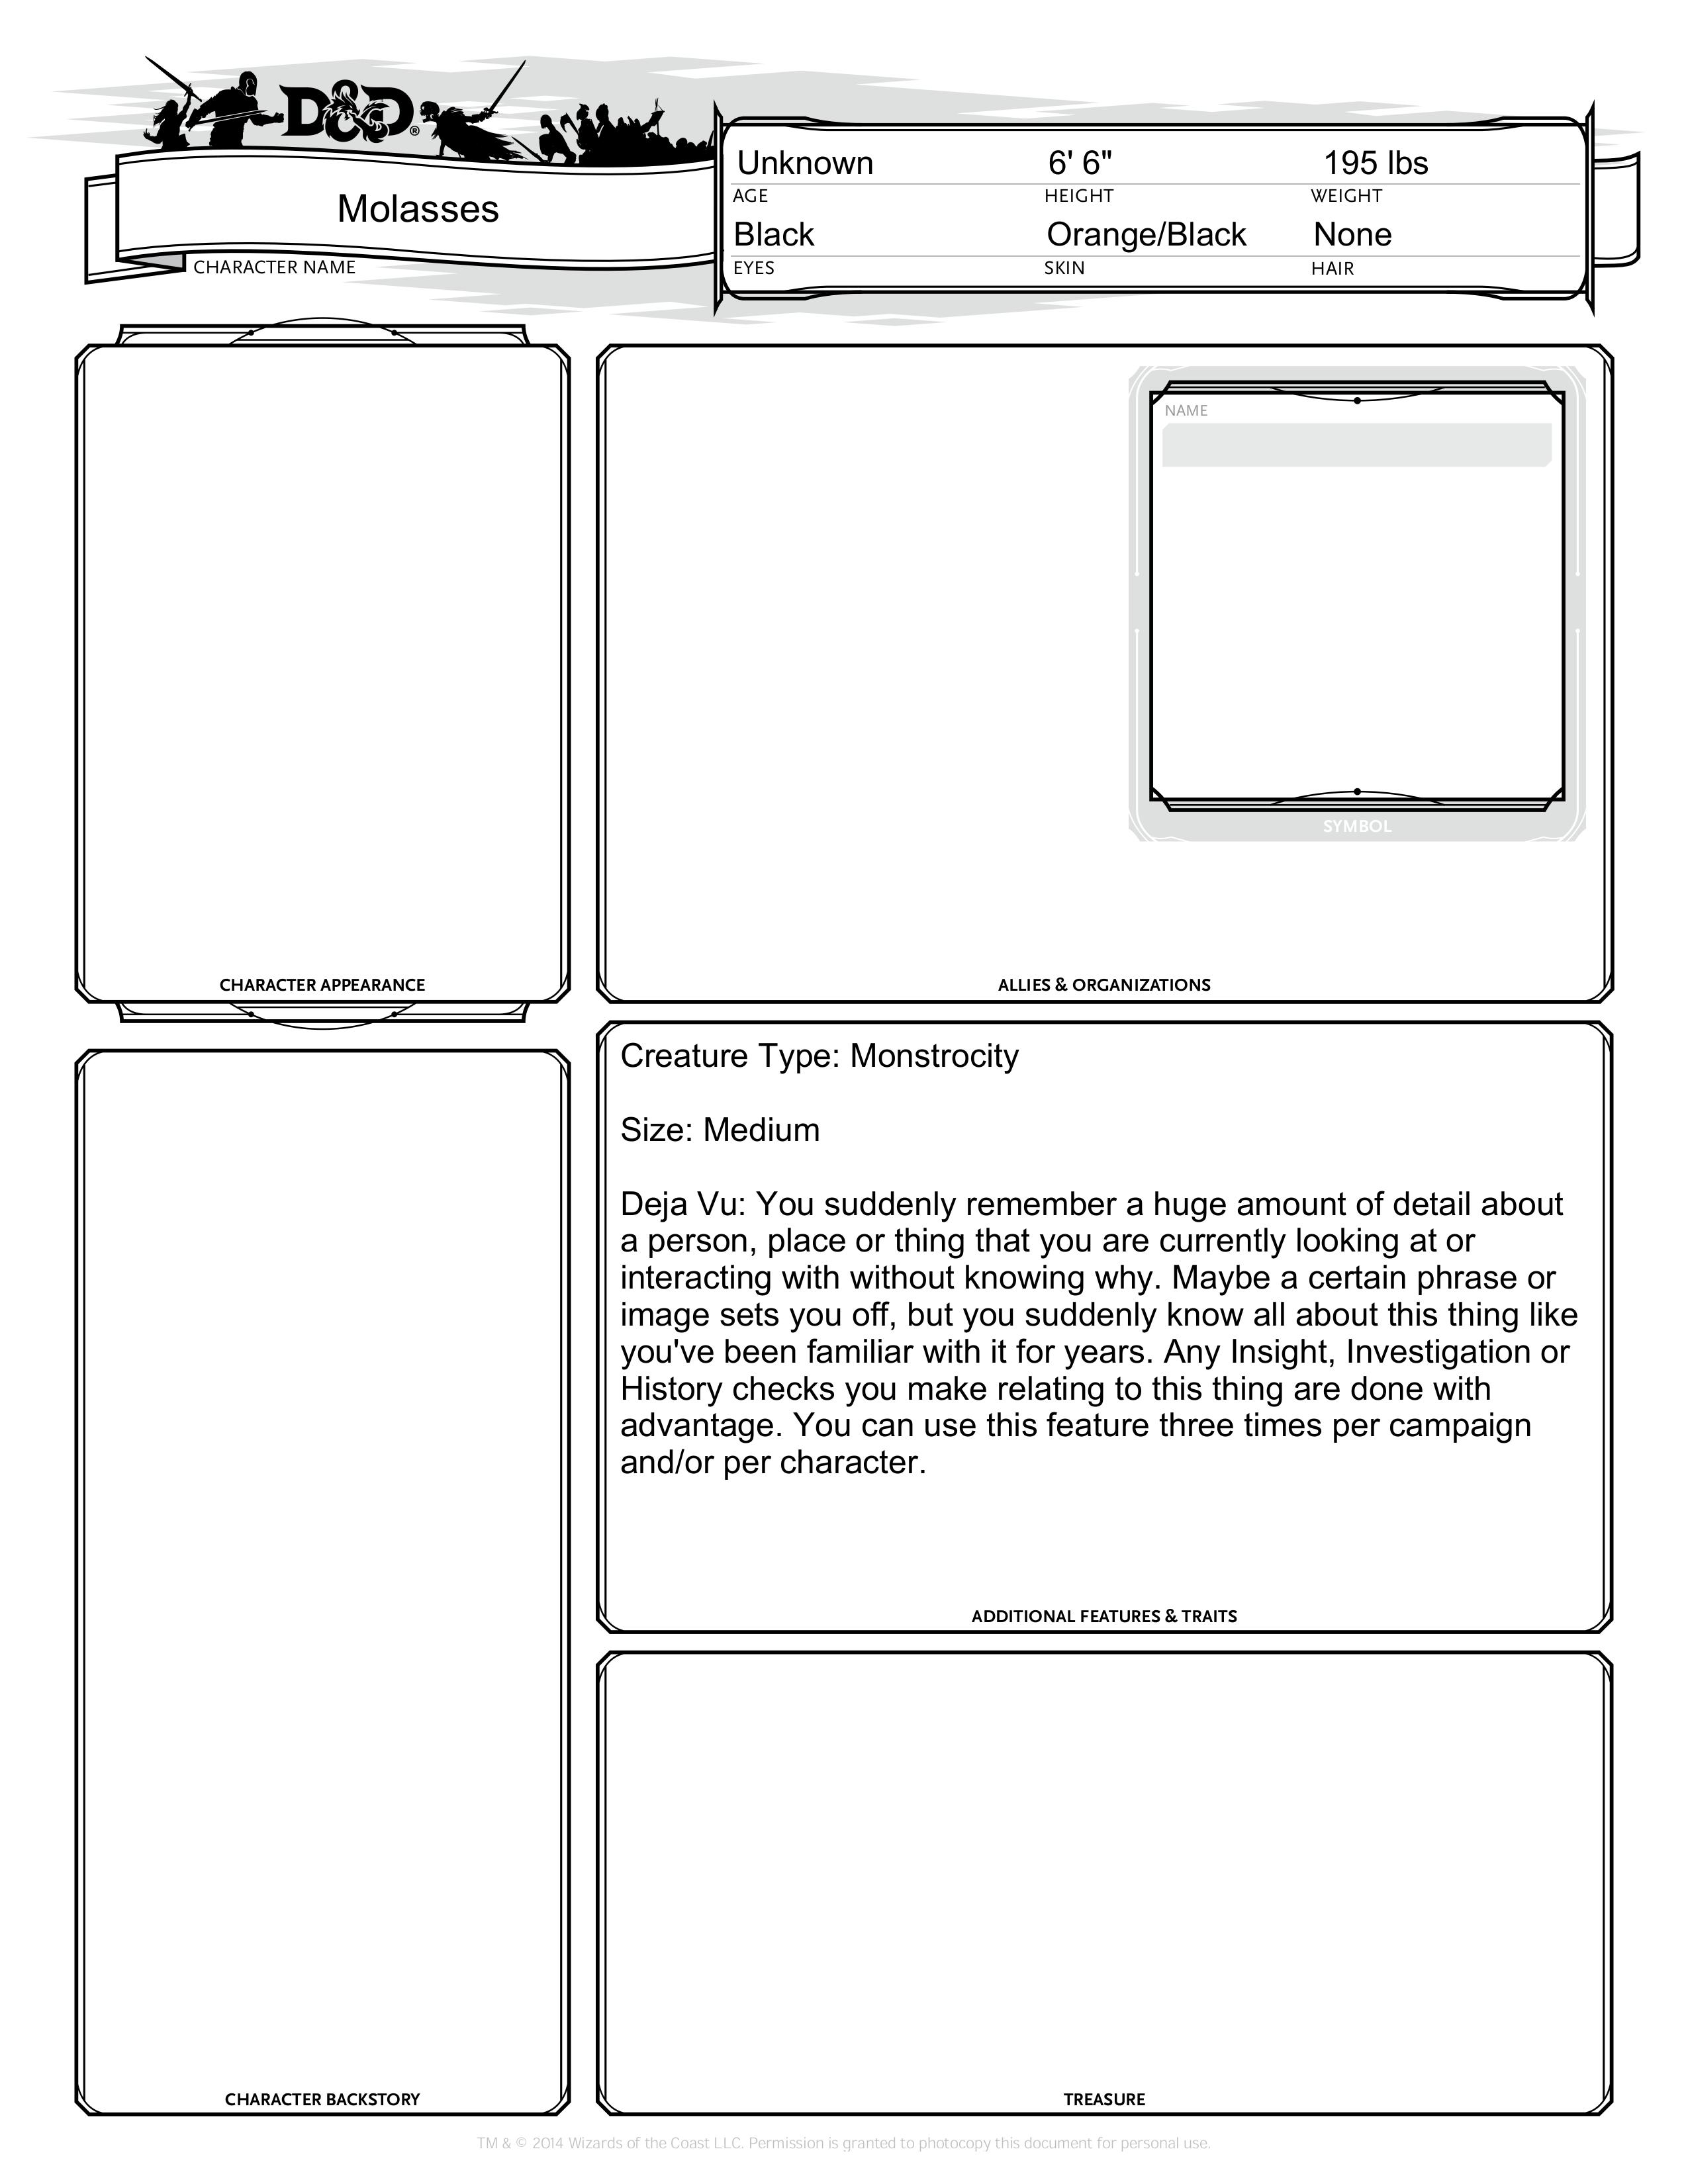 D&D®
Molasses
CHARACTER NAME
Unknown 6' 6" 195 lbs
AGE HEIGHT WEIGHT
Black Orange/Black None
EYES SKIN HAIR
NAME
SYMBOL
CHARACTER APPEARANCE
ALLIES & ORGANIZATIONS
Creature Type: Monstrocity
Size: Medium
Deja Vu: You suddenly remember a huge amount of detail about
a person, place or thing that you are currently looking at or
interacting with without knowing why. Maybe a certain phrase or
image sets you off, but you suddenly know all about this thing like
you've been familiar with it for years. Any Insight, Investigation or
History checks you make relating to this thing are done with
advantage. You can use this feature three times per campaign
and/or per character.
ADDITIONAL FEATURES & TRAITS
CHARACTER BACKSTORY
TREASURE
TM & © 2014 Wizards of the Coast LLC. Permission is granted to photocopy this document for personal use.